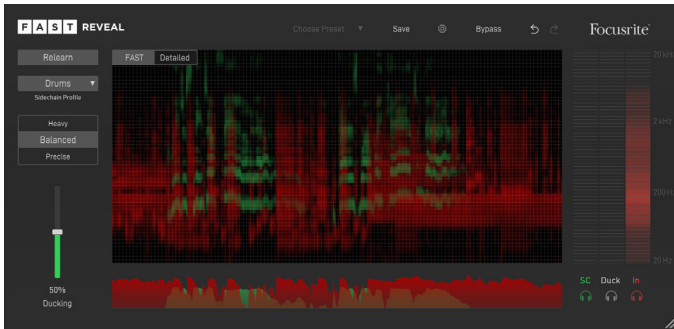 FAST REVEAL
Choose Preset
Save
Bypass
Focusrite
Relearn
FAST
Detailed
Drums
Sidechain Profile
Heavy
Balanced
Precise
20 kHz
2 kHz
200 Hz
20 Hz
50%
Ducking
SC
Duck
In